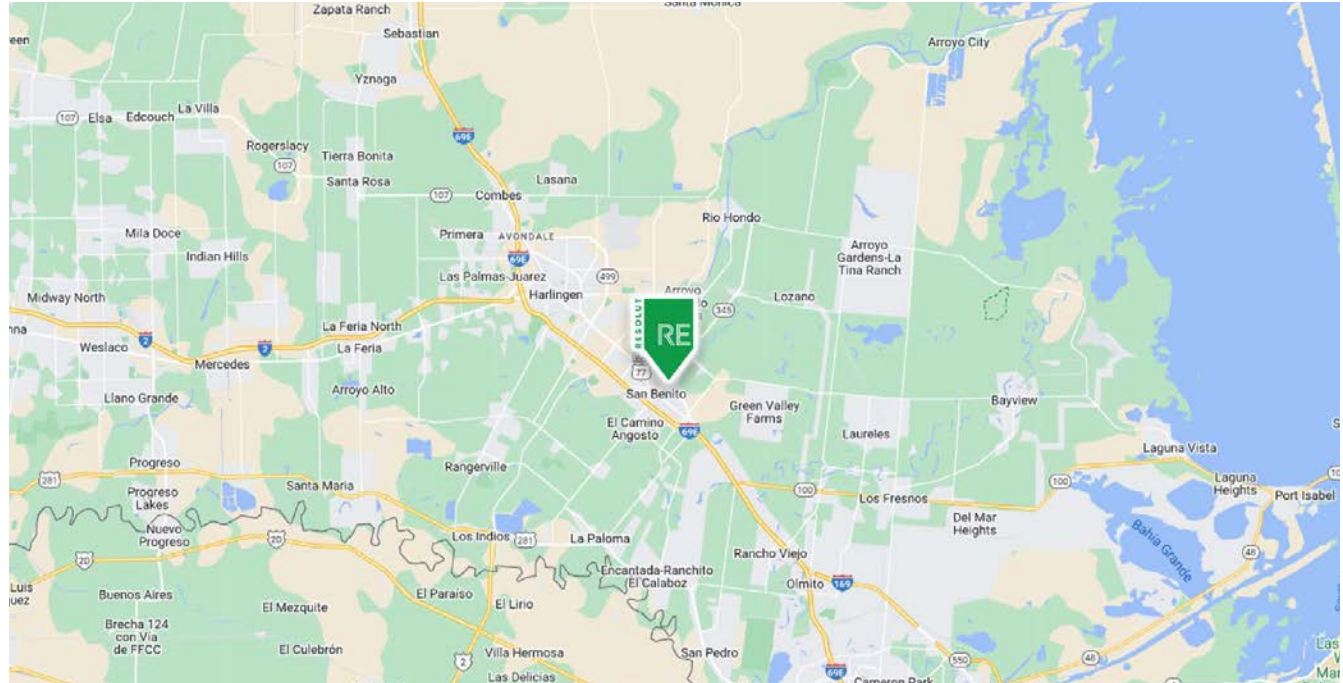 Zapata Ranch
Santa Monica
Sebastian
Arroyo City
Yznaga
La Villa
107
Elsa
Edcouch
69E
Rogerslacy
107
Tierra Bonita
Santa Rosa
107
Combes
Lasana
Rio Hondo
Mila Doce
Primera
AVONDALE
Indian Hills
69E
499
Arroyo
Gardens-La
Tina Ranch
Las Palmas-Juarez
Harlingen
Arroyo
345
Lozano
Midway North
RESOLUT
RE
La Feria North
2
2
Weslaco
La Feria
Mercedes
77
San Benito
Arroyo Alto
Llano Grande
Green Valley
Farms
Bayview
El Camino
Angosto
69E
Laureles
Laguna Vista
Progreso
Rangerville
281
Santa Maria
100
100
Laguna
Heights
Progreso
Lakes
Los Fresnos
Port Isabel
Del Mar
Heights
Nuevo
Progreso
2D
2D
Los Indios
281
La Paloma
Bahia Grande
48
Rancho Viejo
Encantada-Ranchito
El Calaboz
Olmito
169
Luis
Buenos Aires
El Paraiso
El Mezquite
El Lirio
Brecha 124
con Via
de FFCC
El Culebrón
2
Villa Hermosa
San Pedro
48
550
69E
Cameron Park
Las Delicias